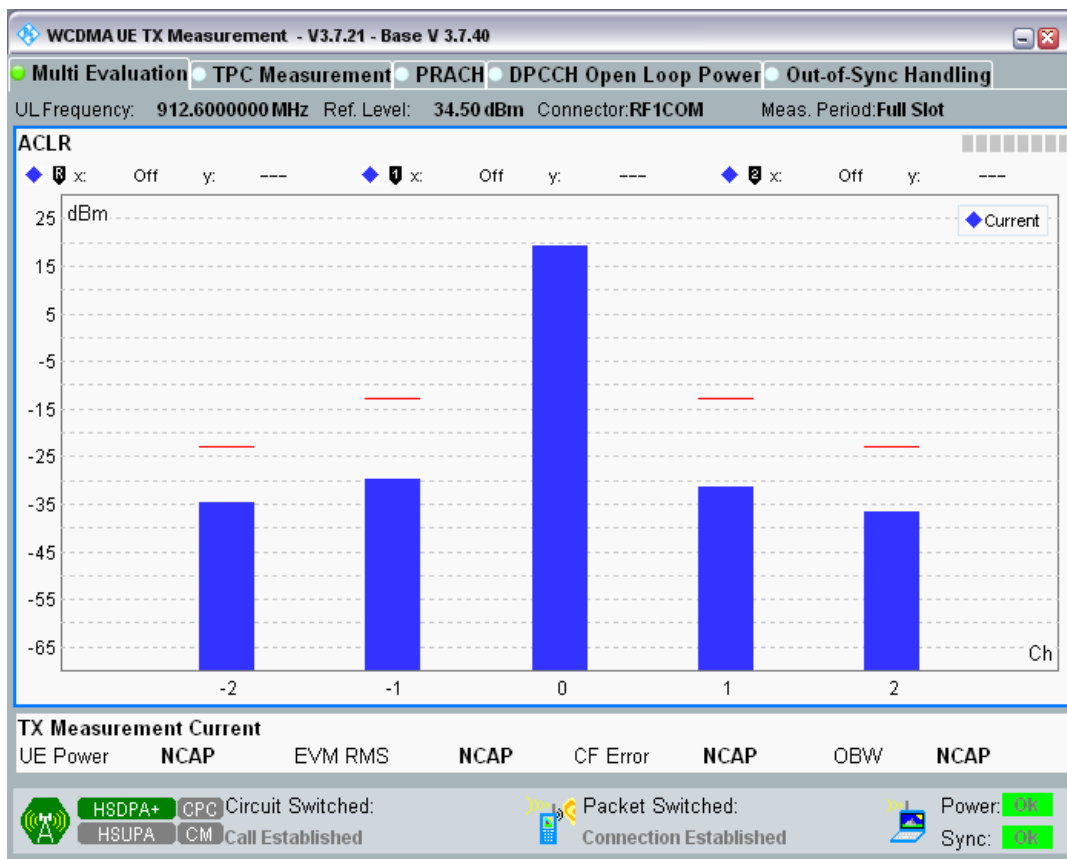 WCDMA UE TX Measurement - V3.7.21 - Base V 3.7.40
Multi Evaluation TPC Measurement PRACH DPCCH Open Loop Power Out-of-Sync Handling
UL Frequency: 912.6000000 MHz Ref. Level: 34.50 dBm Connector:RF1COM Meas. Period:Full Slot
ACLR
R x: Off y: --- 1 x: Off y: --- 2 x: Off y: ---
dBm
Current
25
15
5
-5
-15
-25
-35
-45
-55
-65
Ch
-2 -1 0 1 2
TX Measurement Current
UE Power NCAP EVM RMS NCAP CF Error NCAP OBW NCAP
HSDPA+ CPC Circuit Switched: Packet Switched: Power: OK
HSUPA CM Call Established Connection Established Sync: OK